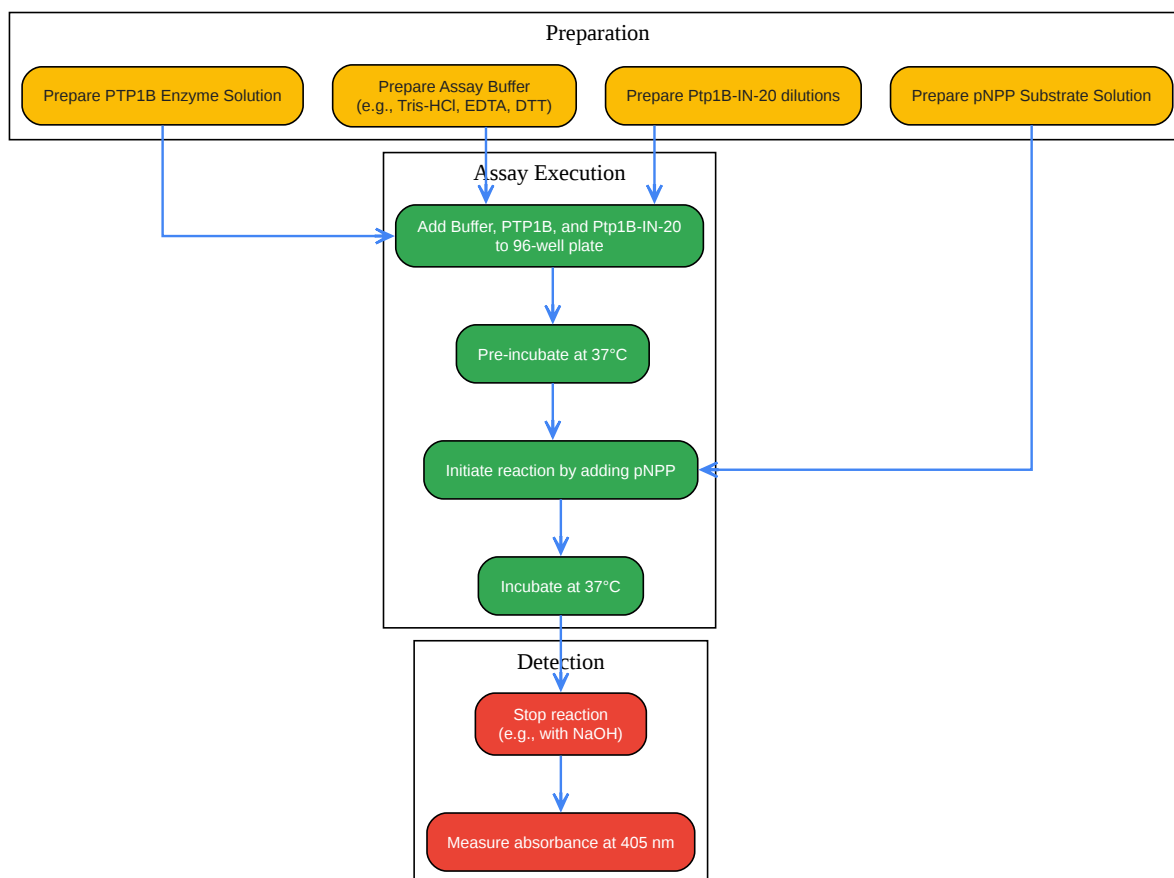 Preparation
Prepare PTP1B Enzyme Solution
Prepare Assay Buffer
(e.g., Tris-HCl, EDTA, DTT)
Prepare Ptp1B-IN-20 dilutions
Prepare pNPP Substrate Solution
Assay Execution
Add Buffer, PTP1B, and Ptp1B-IN-20
to 96-well plate
Pre-incubate at 37°C
Initiate reaction by adding pNPP
Incubate at 37°C
Detection
Stop reaction
(e.g., with NaOH)
Measure absorbance at 405 nm